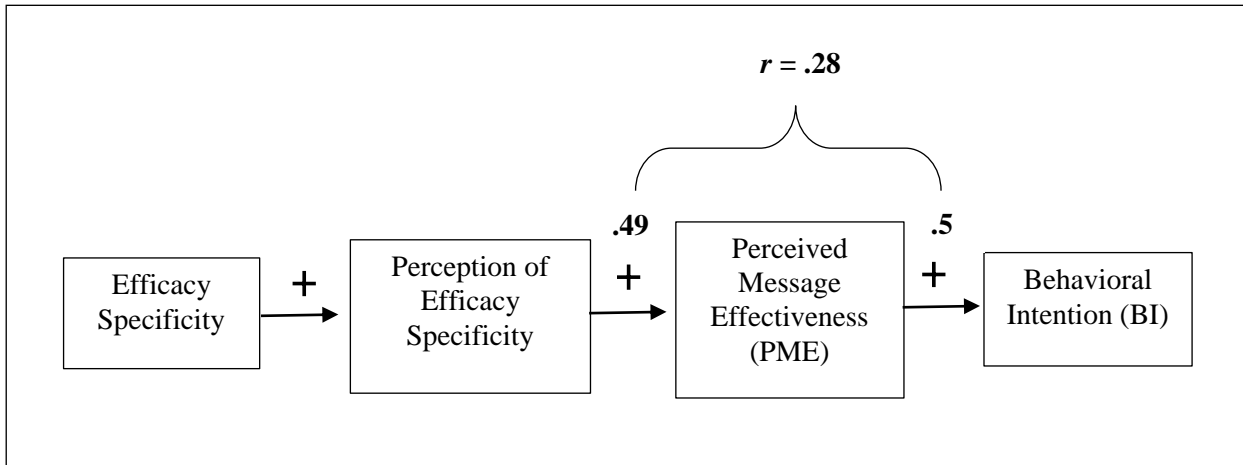 r = .28
.49
.5
+
+
+
Efficacy
Specificity
Perception of
Efficacy
Specificity
Perceived
Message
Effectiveness
(PME)
Behavioral
Intention (BI)